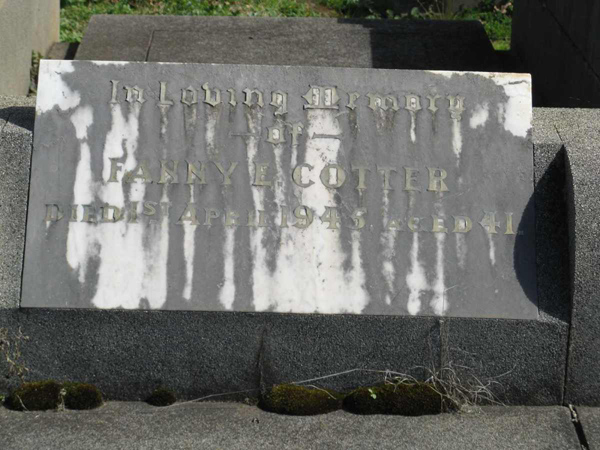 In Loving Memory
of
FANNY E. COTTER
DIED 1ST APRIL 1945 AGED 41.